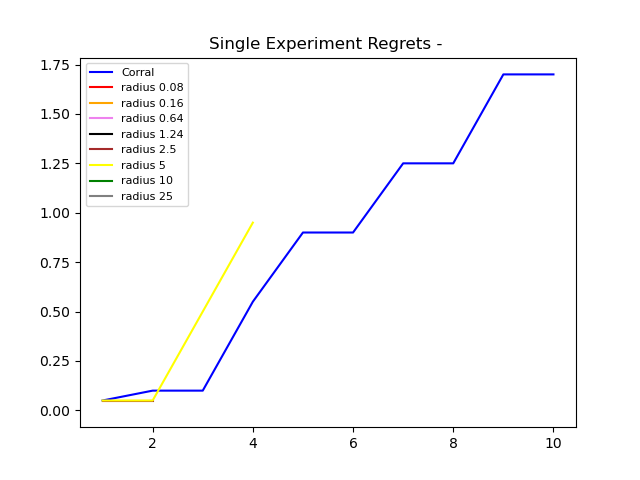 Single Experiment Regrets -
1.75
1.50
1.25
1.00
0.75
0.50
0.25
0.00
Corral
radius 0.08
radius 0.16
radius 0.64
radius 1.24
radius 2.5
radius 5
radius 10
radius 25
2 4 6 8 10